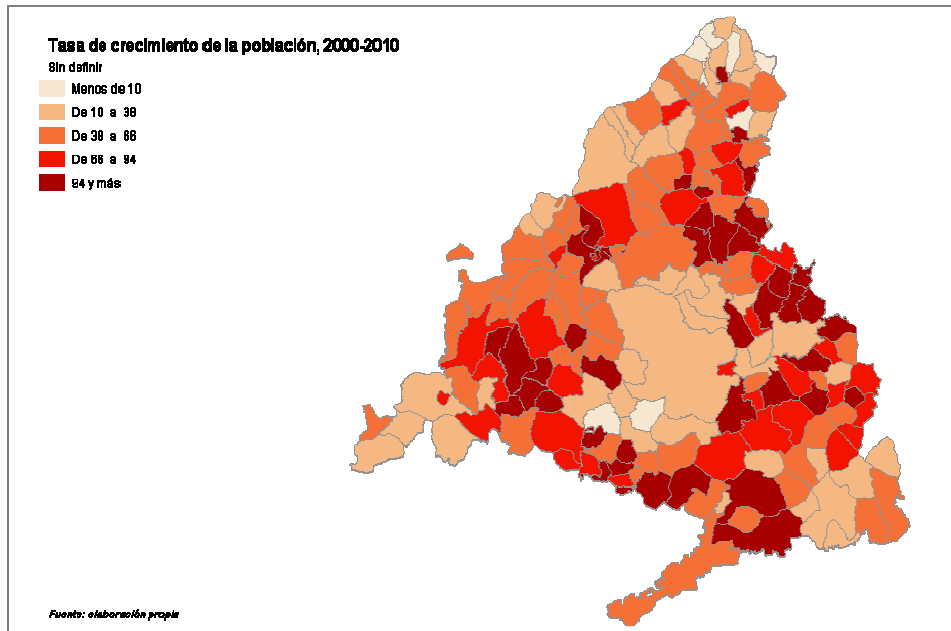 Tasa de crecimiento de la población, 2000-2010
Sin definir
Menos de 10
De 10 a 38
De 38 a 66
De 66 a 94
94 y más
Fuente: elaboración propia